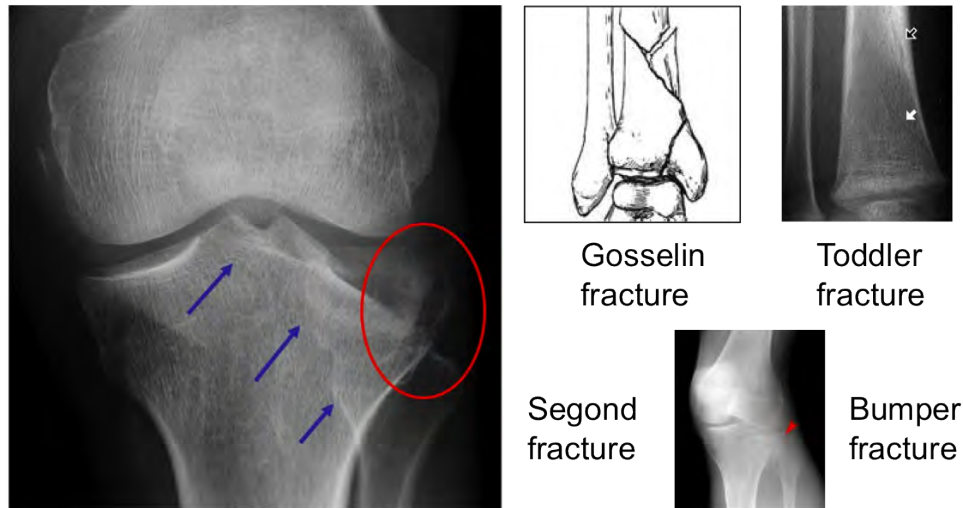 Gosselin
fracture
Toddler
fracture
Segond
fracture
Bumper
fracture